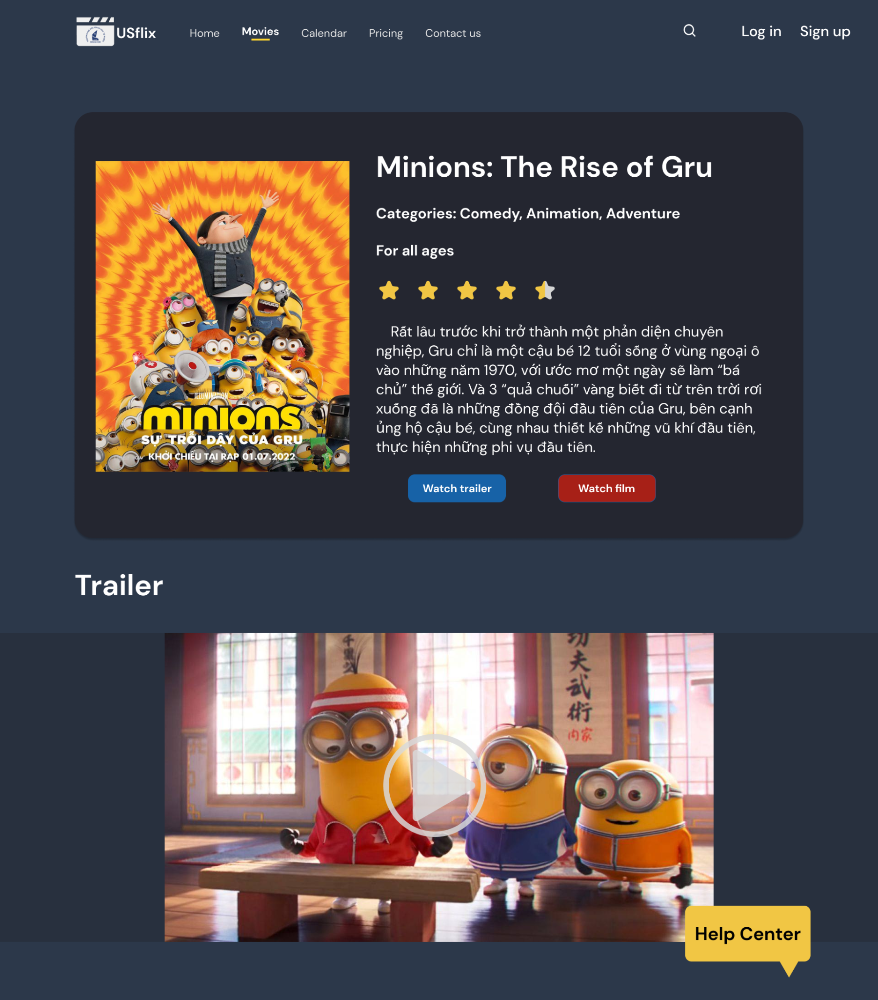 USflix
Home
Movies
Calendar
Pricing
Contact us
Log in
Sign up
Minions: The Rise of Gru
Categories: Comedy, Animation, Adventure
For all ages
Rất lâu trước khi trở thành một phản diện chuyên
nghiệp, Gru chỉ là một cậu bé 12 tuổi sống ở vùng ngoại ô
vào những năm 1970, với ước mơ một ngày sẽ làm “bá
chủ” thế giới. Và 3 “quả chuối” vàng biết đi từ trên trời rơi
xuống đã là những đồng đội đầu tiên của Gru, bên cạnh
ủng hộ cậu bé, cùng nhau thiết kế những vũ khí đầu tiên,
thực hiện những phi vụ đầu tiên.
ILLUMINATION
minions
SỰ TRỖI DẬY CỦA GRU
KHỞI CHIẾU TẠI RẠP 01.07.2022
Watch trailer
Watch film
Trailer
功夫武術
内家
Help Center